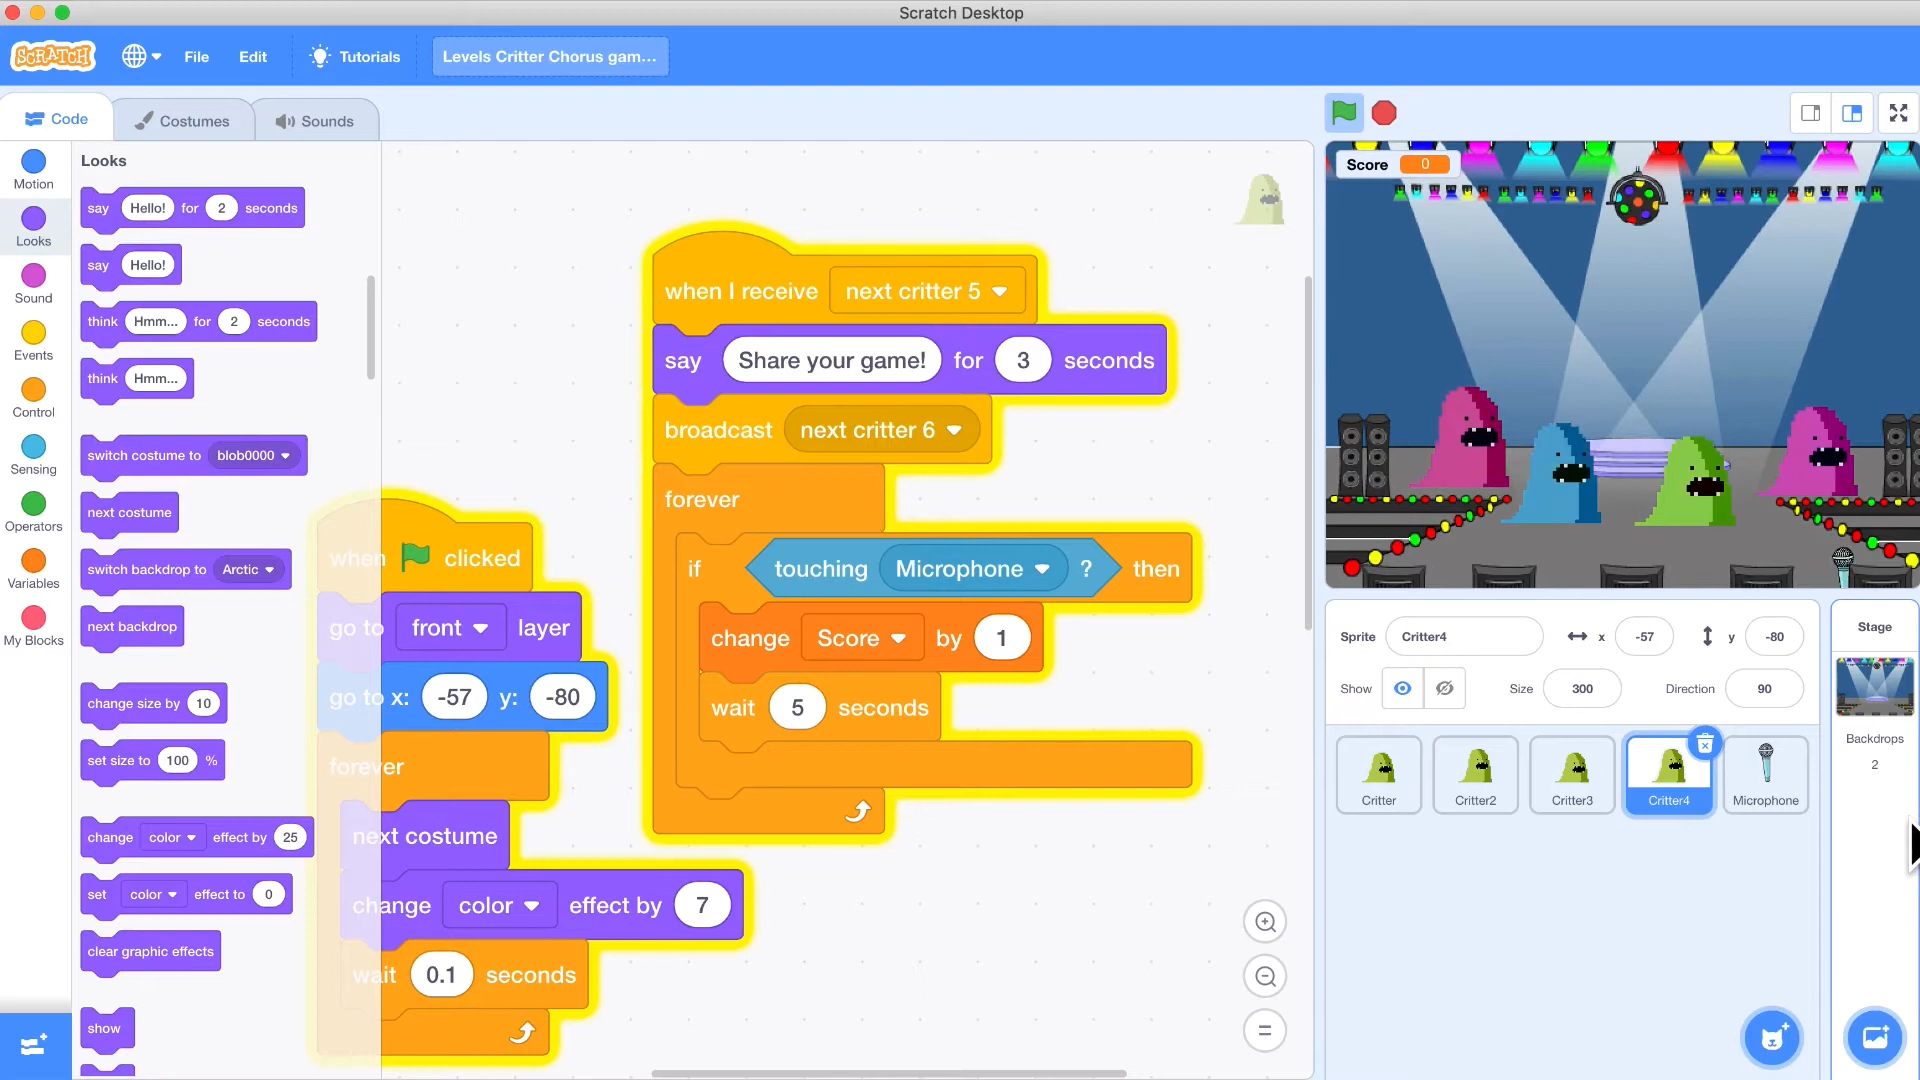 Scratch Desktop
SCRATCH
File
Edit
Tutorials
Levels Critter Chorus gam...
Code
Costumes
Sounds
Motion
Looks
Sound
Events
Control
Sensing
Operators
Variables
My Blocks
Looks
say Hello! for 2 seconds
say Hello!
think Hmm... for 2 seconds
think Hmm...
switch costume to blob0000
next costume
switch backdrop to Arctic
next backdrop
change size by 10
set size to 100 %
change color effect by 25
set color effect to 0
clear graphic effects
show
when clicked
go to front layer
go to x: -57 y: -80
forever
next costume
change color effect by 7
wait 0.1 seconds
when I receive next critter 5
say Share your game! for 3 seconds
broadcast next critter 6
forever
if touching Microphone ? then
change Score by 1
wait 5 seconds
Score 0
Sprite Critter4 x -57 y -80
Show Size 300 Direction 90
Critter
Critter2
Critter3
Critter4
Microphone
Stage
Backdrops
2